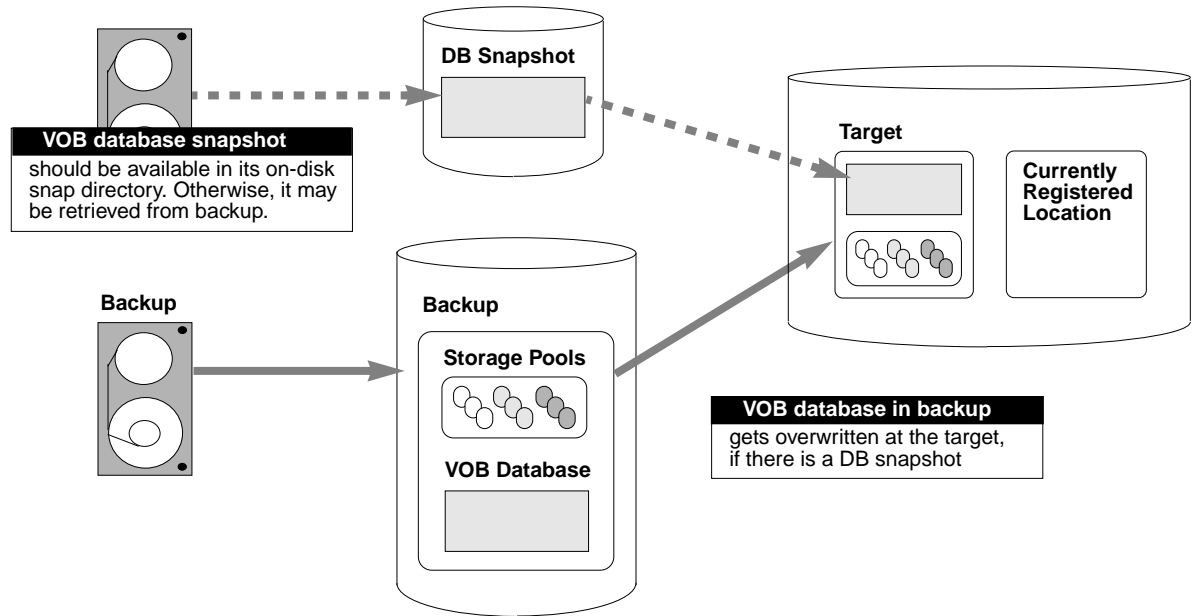 DB Snapshot
VOB database snapshot
should be available in its on-disk
snap directory. Otherwise, it may
be retrieved from backup.
Target
Currently
Registered
Location
Backup
Backup
Storage Pools
VOB Database
VOB database in backup
gets overwritten at the target,
if there is a DB snapshot